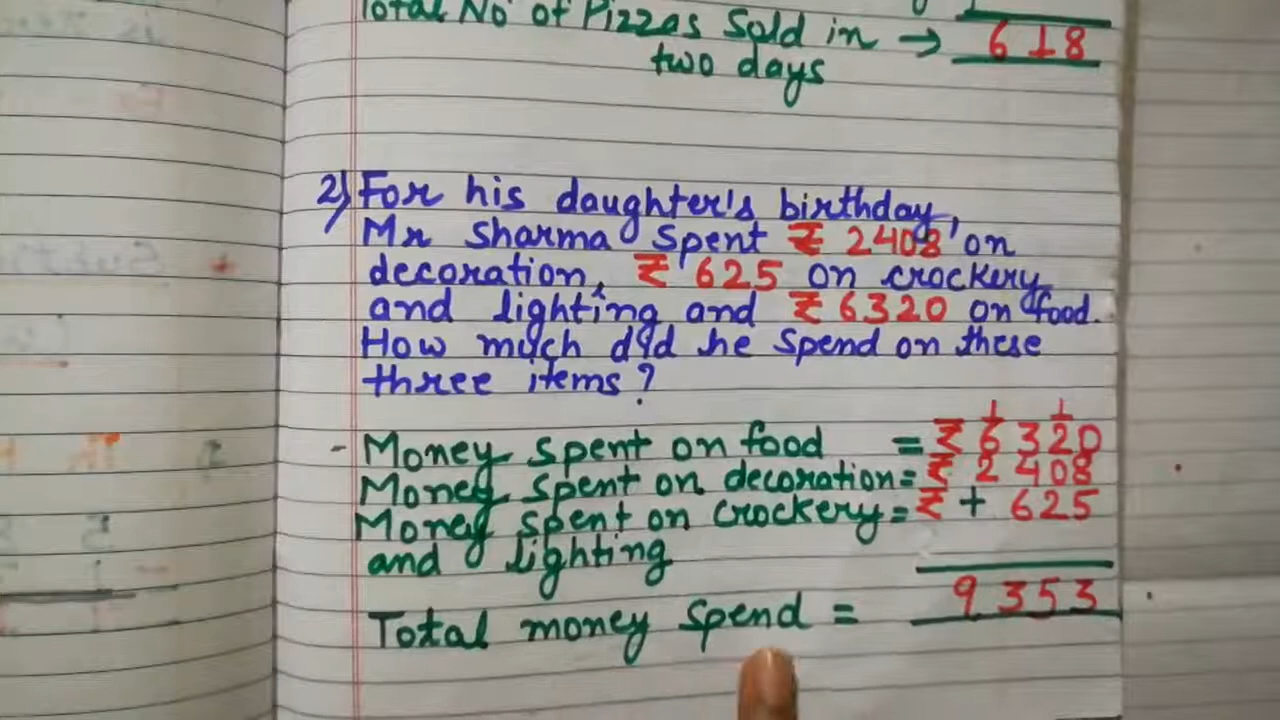 Total No of Pizzas Sold in → 618
two days
2) For his daughter's birthday,
Mr Sharma spent ₹ 2408 on
decoration, ₹ 625 on crockery
and lighting and ₹ 6320 on food.
How much did he spend on these
three items?
1 1
- Money spent on food = ₹ 6320
Money spent on decoration = ₹ 2408
Money spent on crockery = ₹ + 625
and lighting
Total money spend = 9353